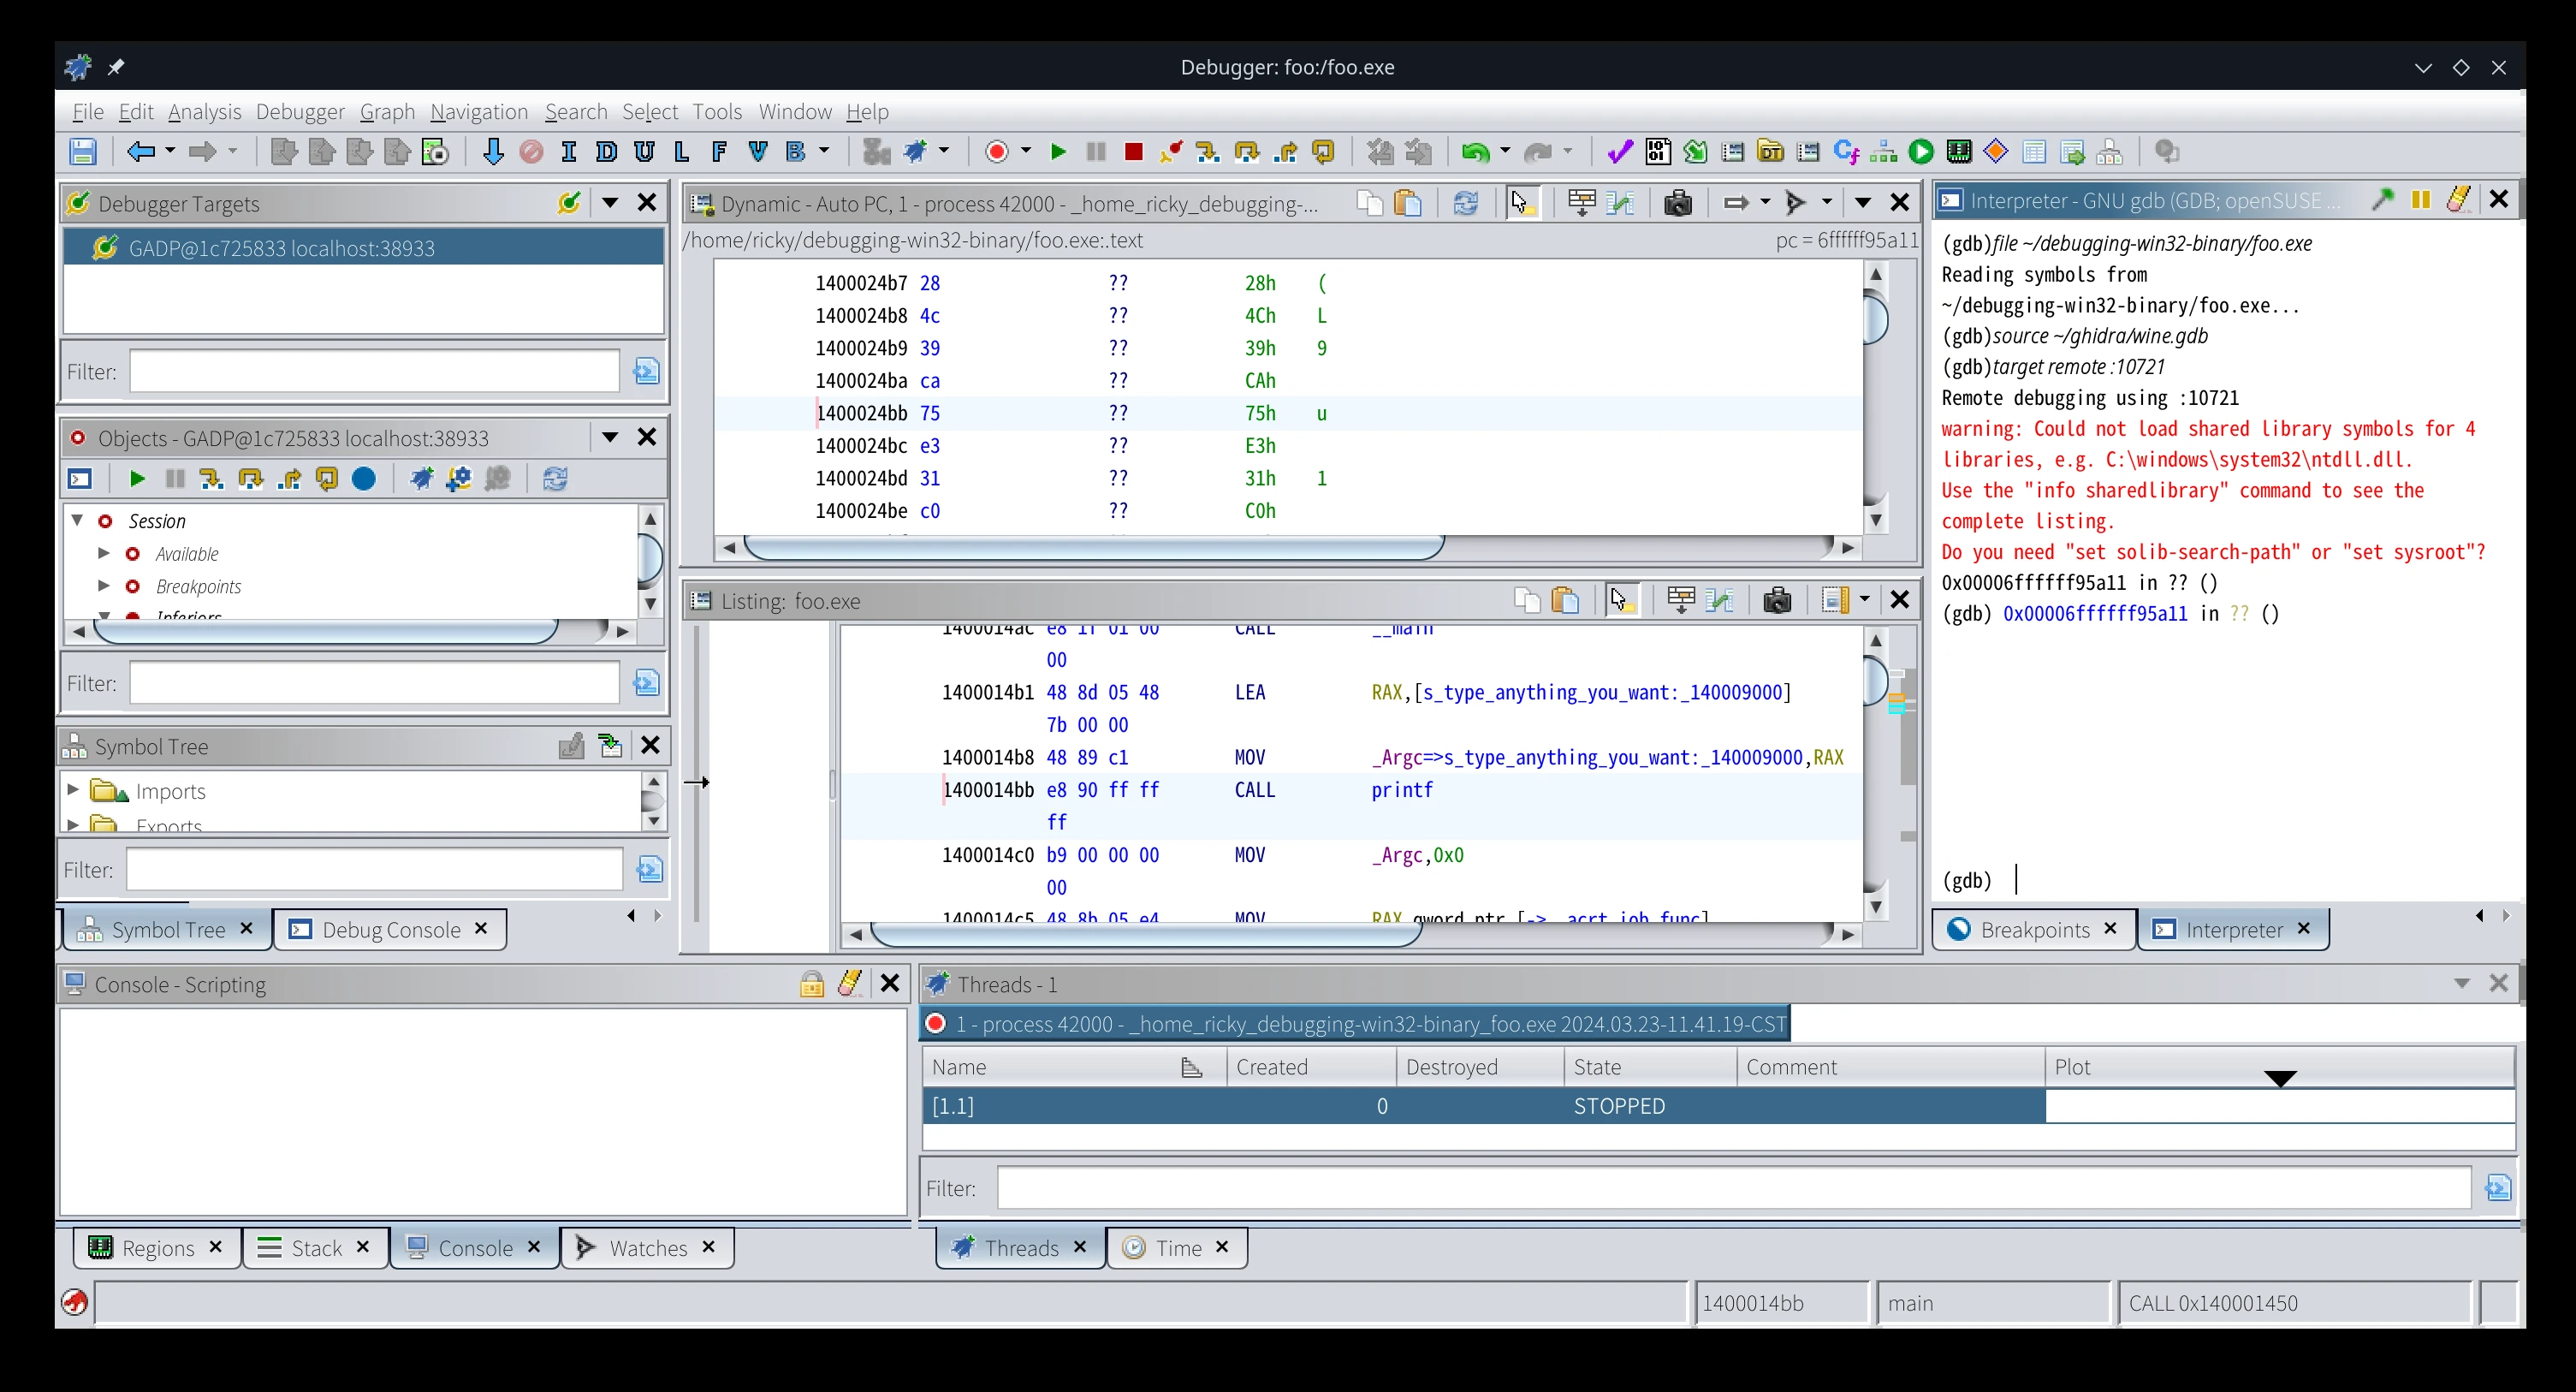 Debugger: foo:/foo.exe
File Edit Analysis Debugger Graph Navigation Search Select Tools Window Help
I D U L F V B
Debugger Targets
GADP@1c725833 localhost:38933
Filter:
Objects - GADP@1c725833 localhost:38933
Session
Available
Breakpoints
Inferiors
Filter:
Symbol Tree
Imports
Exports
Filter:
Symbol Tree
Debug Console
Dynamic - Auto PC, 1 - process 42000 - _home_ricky_debugging-...
/home/ricky/debugging-win32-binary/foo.exe:.text pc = 6ffffff95a11
1400024b7 28 ?? 28h (
1400024b8 4c ?? 4Ch L
1400024b9 39 ?? 39h 9
1400024ba ca ?? CAh
1400024bb 75 ?? 75h u
1400024bc e3 ?? E3h
1400024bd 31 ?? 31h 1
1400024be c0 ?? C0h
Listing: foo.exe
1400014ac e8 1f 01 00 CALL __main
00
1400014b1 48 8d 05 48 LEA RAX,[s_type_anything_you_want:_140009000]
7b 00 00
1400014b8 48 89 c1 MOV _Argc=>s_type_anything_you_want:_140009000,RAX
1400014bb e8 90 ff ff CALL printf
ff
1400014c0 b9 00 00 00 MOV _Argc,0x0
00
1400014c5 48 8b 05 e4 MOV RAX,qword ptr [->__acrt_iob_func]
Interpreter - GNU gdb (GDB; openSUSE ...
(gdb)file ~/debugging-win32-binary/foo.exe
Reading symbols from
~/debugging-win32-binary/foo.exe...
(gdb)source ~/ghidra/wine.gdb
(gdb)target remote :10721
Remote debugging using :10721
warning: Could not load shared library symbols for 4
libraries, e.g. C:\windows\system32\ntdll.dll.
Use the "info sharedlibrary" command to see the
complete listing.
Do you need "set solib-search-path" or "set sysroot"?
0x00006ffffff95a11 in ?? ()
(gdb) 0x00006ffffff95a11 in ?? ()
(gdb)
Breakpoints
Interpreter
Console - Scripting
Threads - 1
1 - process 42000 - _home_ricky_debugging-win32-binary_foo.exe 2024.03.23-11.41.19-CST
Name Created Destroyed State Comment Plot
[1.1] 0 STOPPED
Filter:
Regions
Stack
Console
Watches
Threads
Time
1400014bb
main
CALL 0x140001450